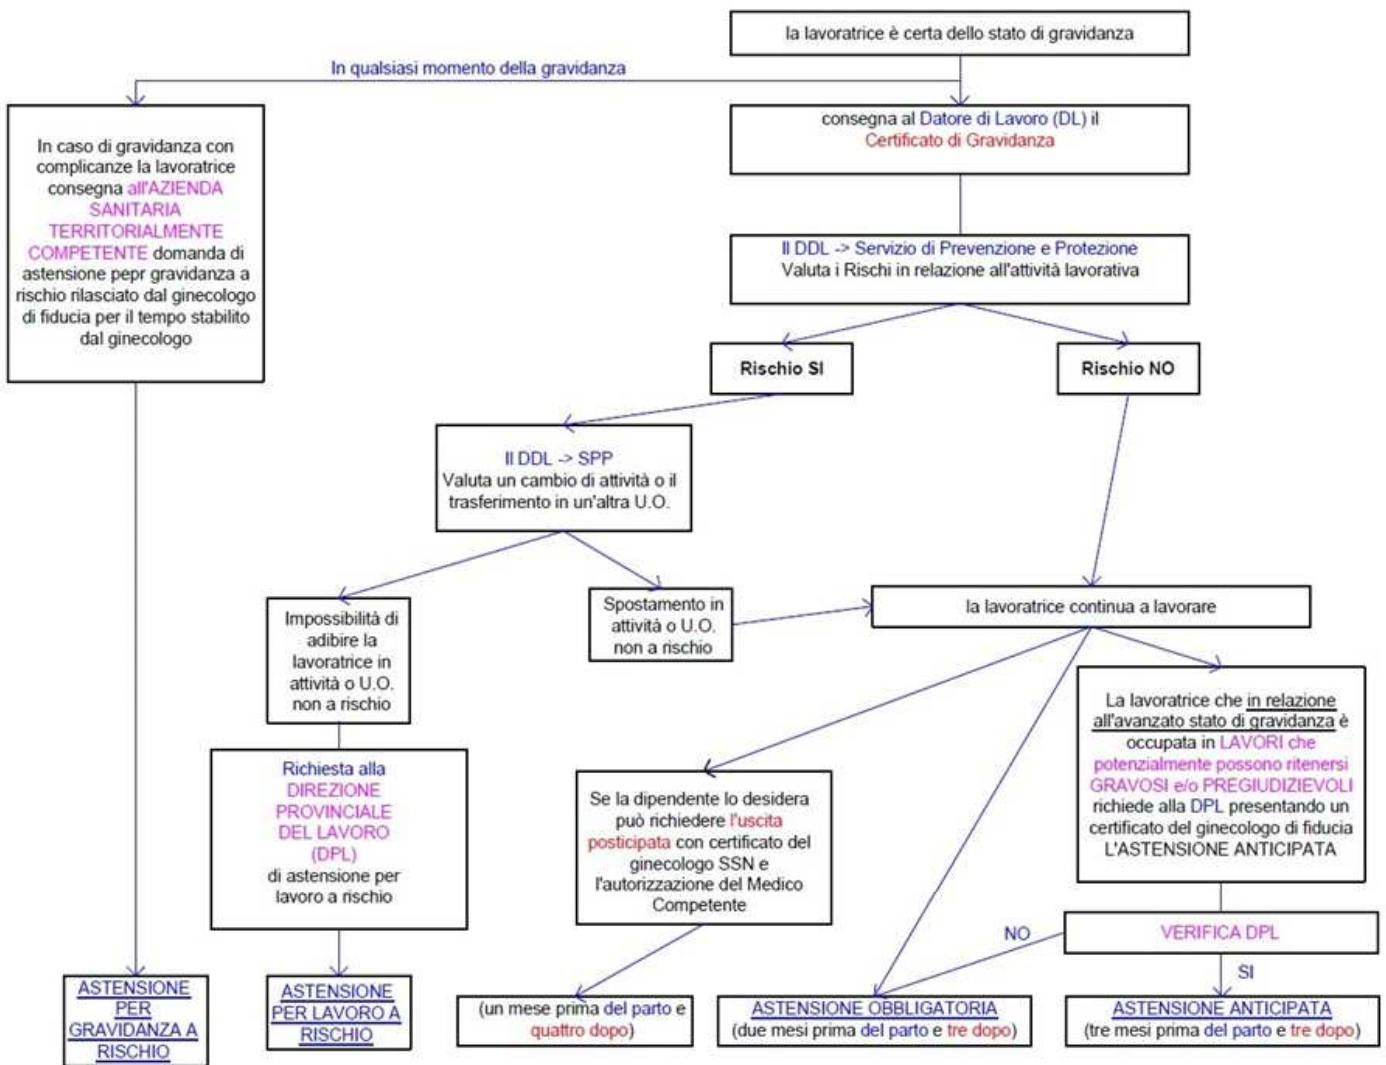 la lavoratrice è certa dello stato di gravidanza
In qualsiasi momento della gravidanza
In caso di gravidanza con
complicanze la lavoratrice
consegna all'AZIENDA
SANITARIA
TERRITORIALMENTE
COMPETENTE domanda di
astensione pepr gravidanza a
rischio rilasciato dal ginecologo
di fiducia per il tempo stabilito
dal ginecologo
consegna al Datore di Lavoro (DL) il
Certificato di Gravidanza
Il DDL -> Servizio di Prevenzione e Protezione
Valuta i Rischi in relazione all'attività lavorativa
Rischio SI
Rischio NO
Il DDL -> SPP
Valuta un cambio di attività o il
trasferimento in un'altra U.O.
Impossibilità di
adibire la
lavoratrice in
attività o U.O.
non a rischio
Spostamento in
attività o U.O.
non a rischio
la lavoratrice continua a lavorare
Richiesta alla
DIREZIONE
PROVINCIALE
DEL LAVORO
(DPL)
di astensione per
lavoro a rischio
Se la dipendente lo desidera
può richiedere l'uscita
posticipata con certificato del
ginecologo SSN e
l'autorizzazione del Medico
Competente
La lavoratrice che in relazione
all'avanzato stato di gravidanza è
occupata in LAVORI che
potenzialmente possono ritenersi
GRAVOSI e/o PREGIUDIZIEVOLI
richiede alla DPL presentando un
certificato del ginecologo di fiducia
L'ASTENSIONE ANTICIPATA
VERIFICA DPL
NO
SI
ASTENSIONE
PER
GRAVIDANZA A
RISCHIO
ASTENSIONE
PER LAVORO A
RISCHIO
(un mese prima del parto e
quattro dopo)
ASTENSIONE OBBLIGATORIA
(due mesi prima del parto e tre dopo)
ASTENSIONE ANTICIPATA
(tre mesi prima del parto e tre dopo)